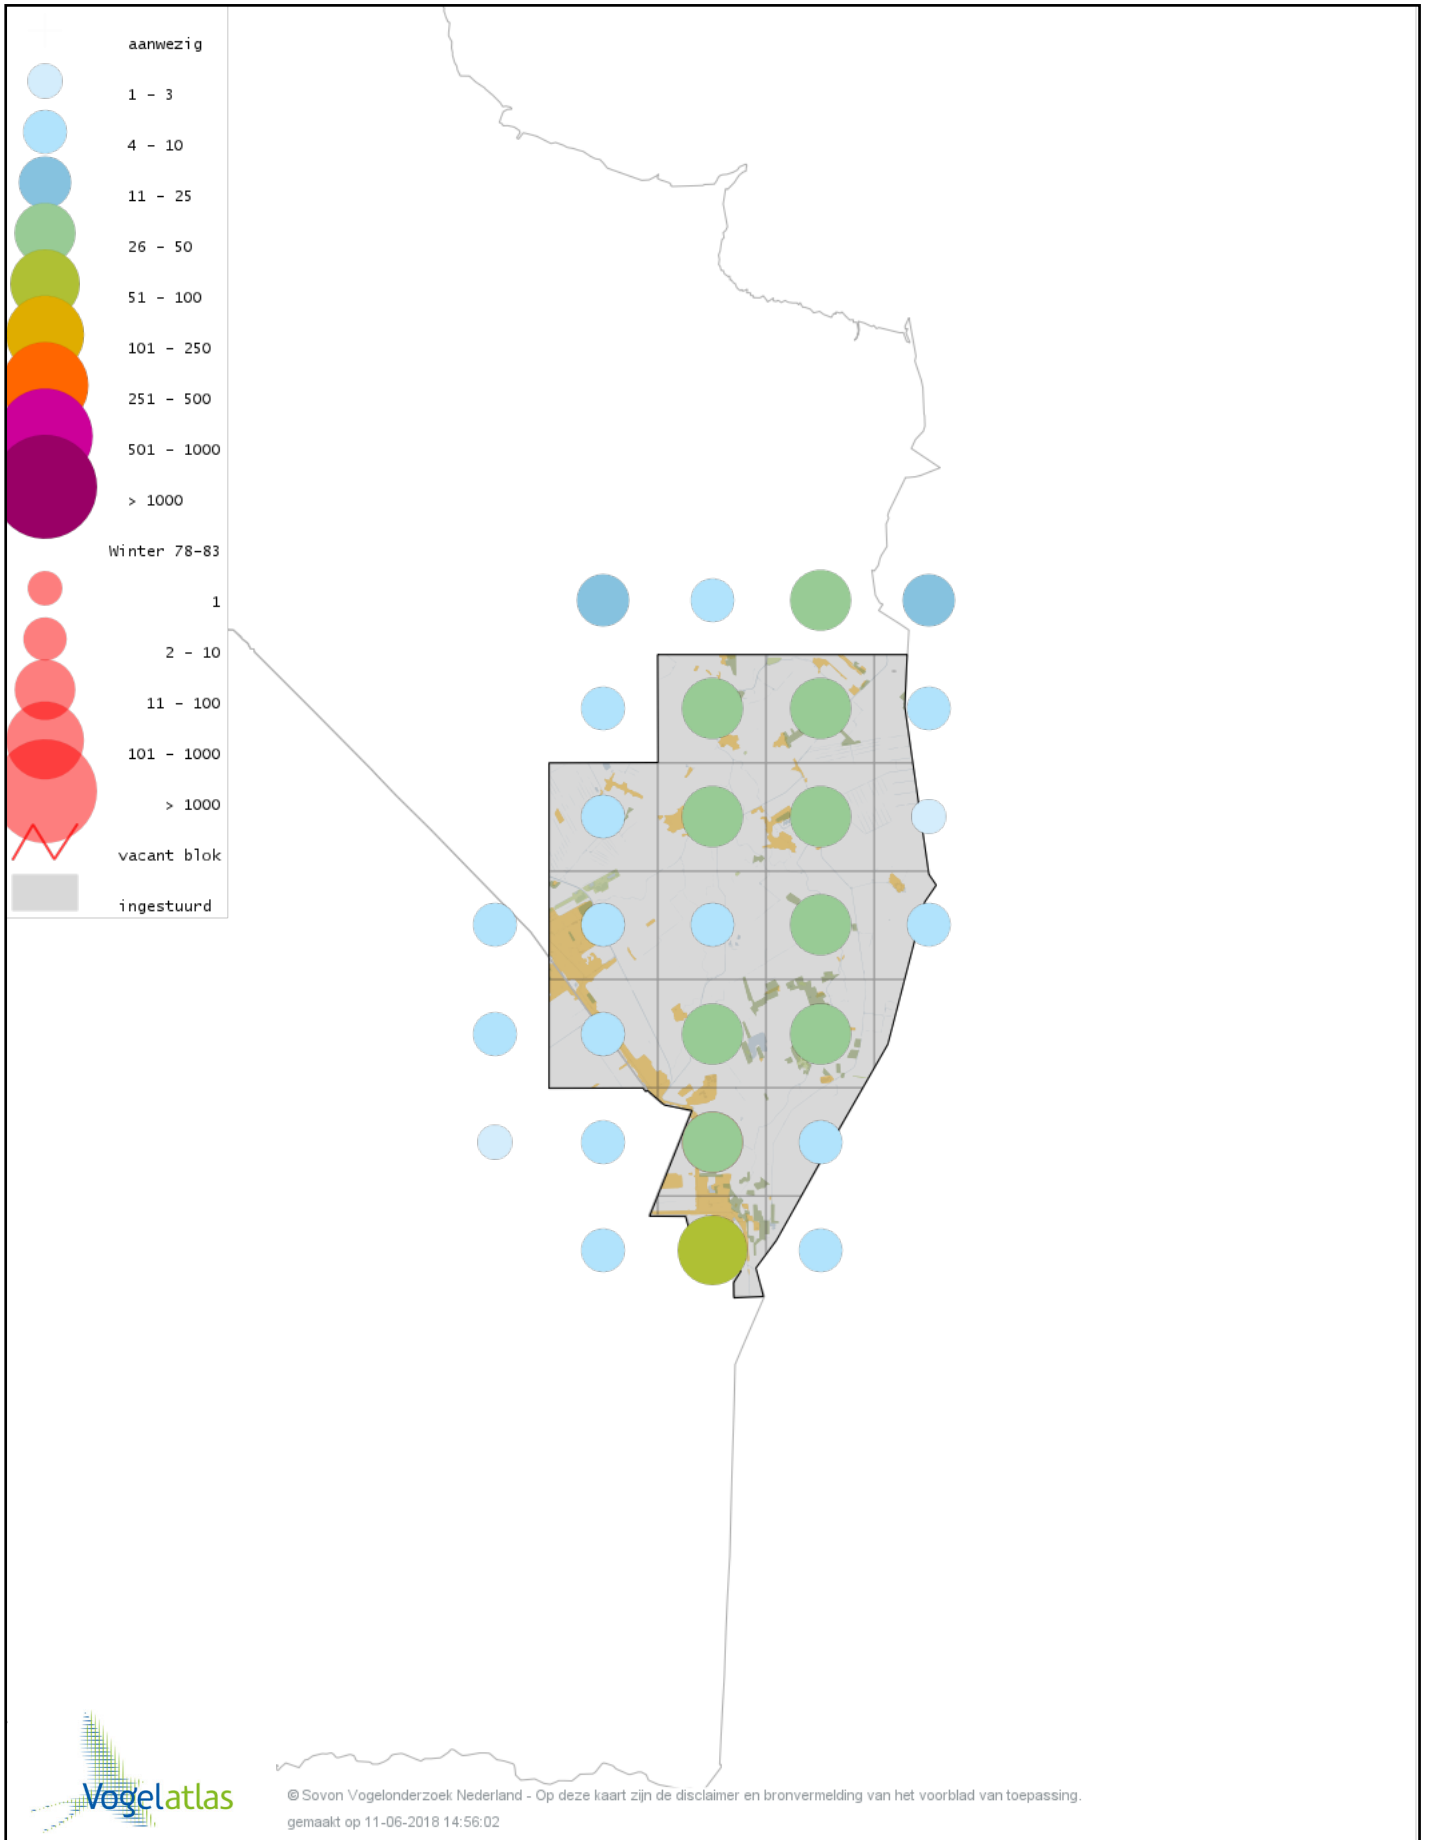 aanwezig
1 - 3
4 - 10
11 - 25
26 - 50
51 - 100
101 - 250
251 - 500
501 - 1000
> 1000
Winter 78-83
1
2 - 10
11 - 100
101 - 1000
> 1000
vacant blok
ingestuurd
Vogelatlas
© Sovon Vogelonderzoek Nederland - Op deze kaart zijn de disclaimer en bronvermelding van het voorblad van toepassing.
gemaakt op 11-06-2018 14:56:02